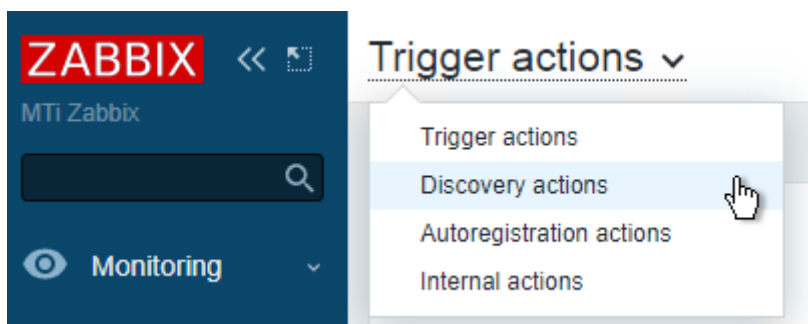 ZABBIX
MTi Zabbix
Monitoring
Trigger actions
Trigger actions
Discovery actions
Autoregistration actions
Internal actions